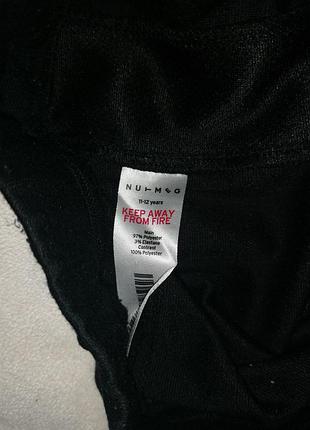 NUTMEG
11-12 years
KEEP AWAY
FROM FIRE
Main
97% Polyester
3% Elastane
Contrast
100% Polyester